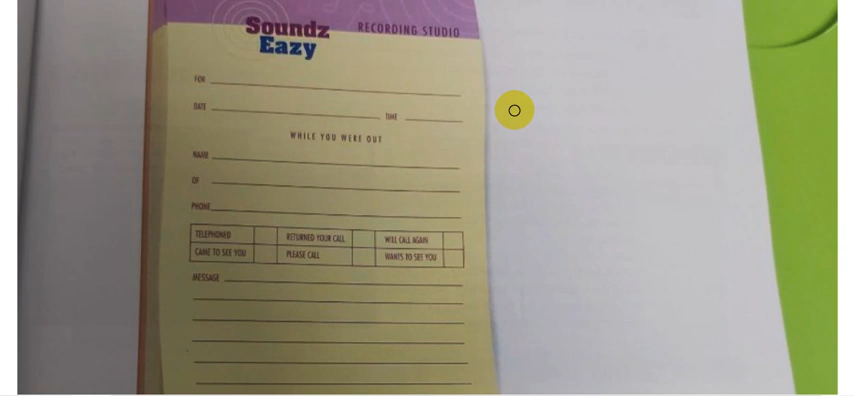 Soundz Eazy RECORDING STUDIO
FOR
DATE TIME
WHILE YOU WERE OUT
NAME
OF
PHONE
TELEPHONED RETURNED YOUR CALL WILL CALL AGAIN
CAME TO SEE YOU PLEASE CALL WANTS TO SEE YOU
MESSAGE